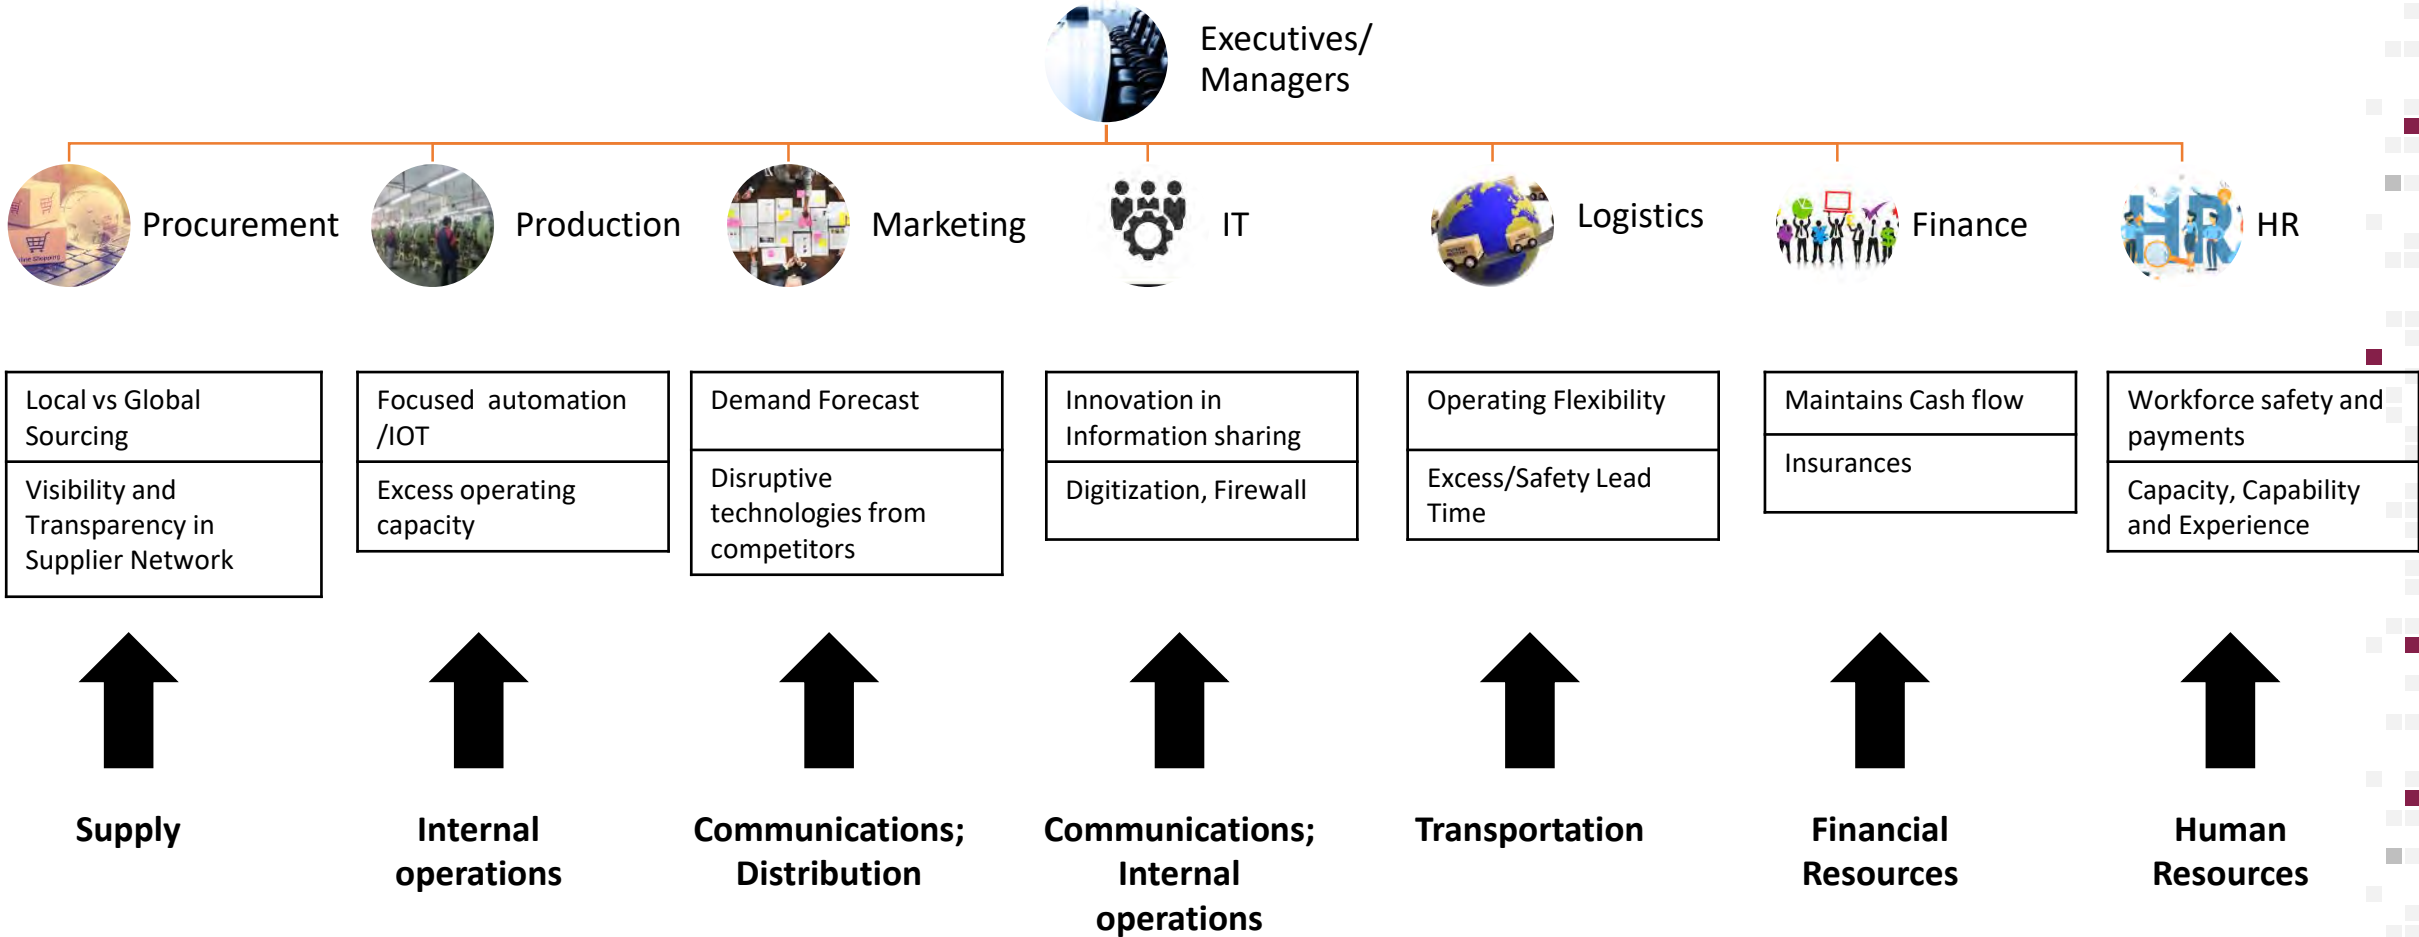 Executives/
Managers
Procurement
Production
Marketing
IT
Logistics
Finance
HR
Local vs Global
Sourcing
Visibility and
Transparency in
Supplier Network
Focused automation
/IOT
Excess operating
capacity
Demand Forecast
Disruptive
technologies from
competitors
Innovation in
Information sharing
Digitization, Firewall
Operating Flexibility
Excess/Safety Lead
Time
Maintains Cash flow
Insurances
Workforce safety and
payments
Capacity, Capability
and Experience
Supply
Internal
operations
Communications;
Distribution
Communications;
Internal
operations
Transportation
Financial
Resources
Human
Resources